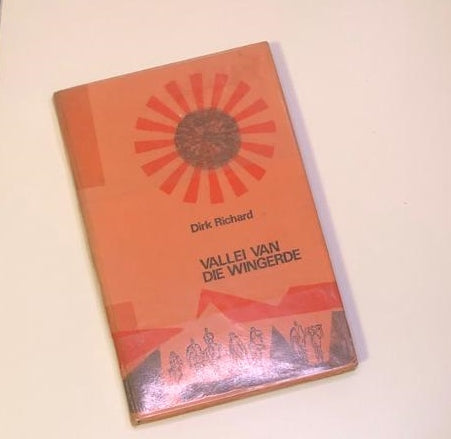 Dirk Richard
VALLEI VAN
DIE WINGERDE